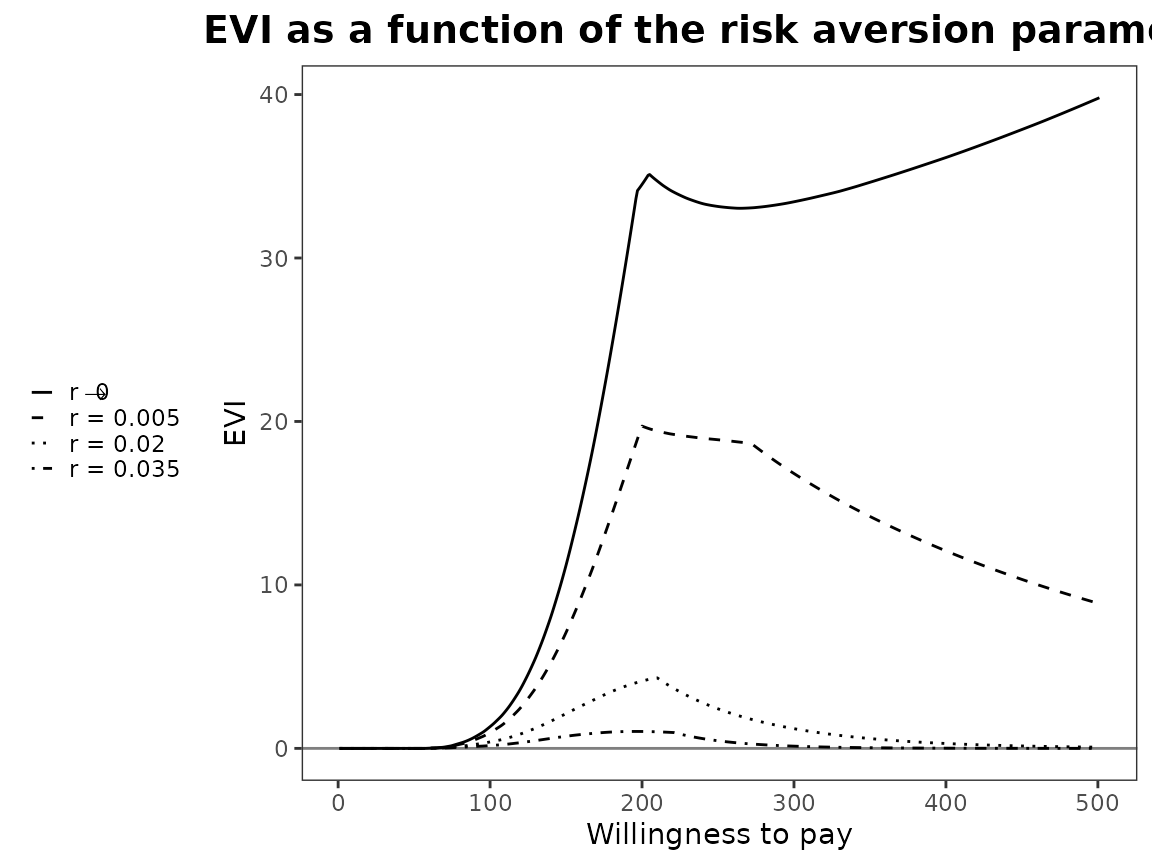 EVI as a function of the risk aversion parame
40
30
20
10
0
EVI
r → 0
r = 0.005
r = 0.02
r = 0.035
0 100 200 300 400 500
Willingness to pay